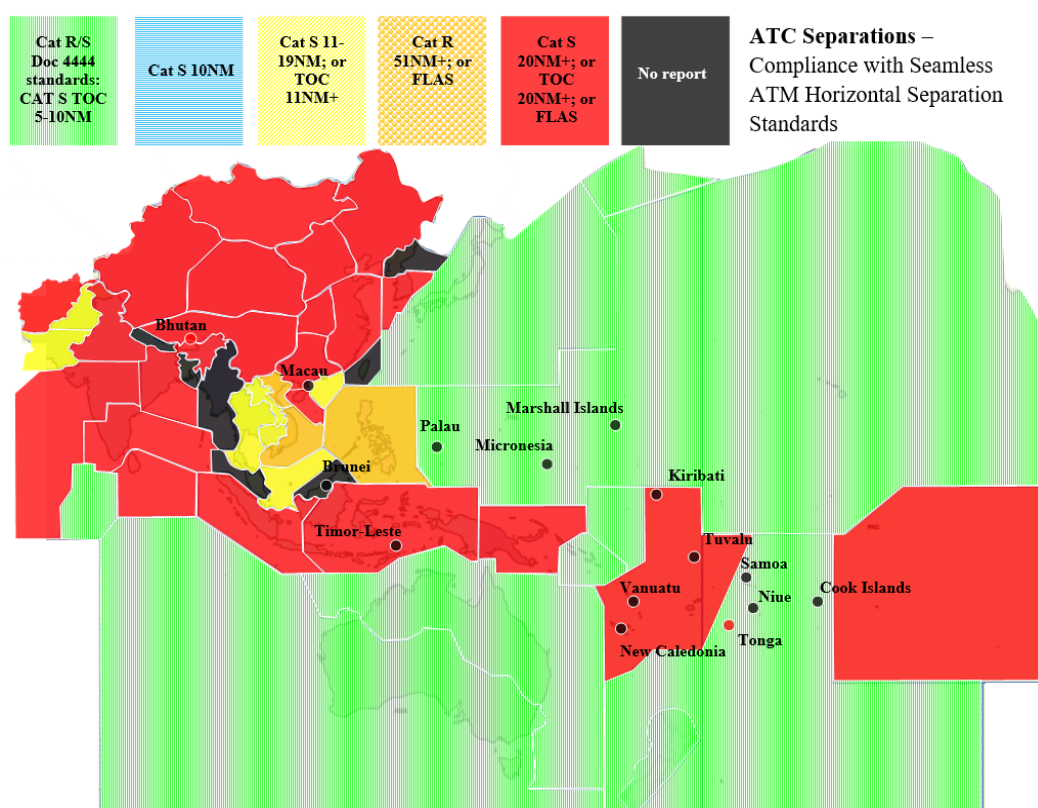 Cat R/S
Doc 4444
standards:
CAT S TOC
5-10NM
Cat S 10NM
Cat S 11-
19NM; or
TOC
11NM+
Cat R
51NM+; or
FLAS
Cat S
20NM+; or
TOC
20NM+; or
FLAS
No report
ATC Separations –
Compliance with Seamless
ATM Horizontal Separation
Standards
Bhutan
Macau
Marshall Islands
Palau
Micronesia
Brunei
Kiribati
Timor-Leste
Tuvalu
Samoa
Vanuatu
Niue
Cook Islands
New Caledonia
Tonga